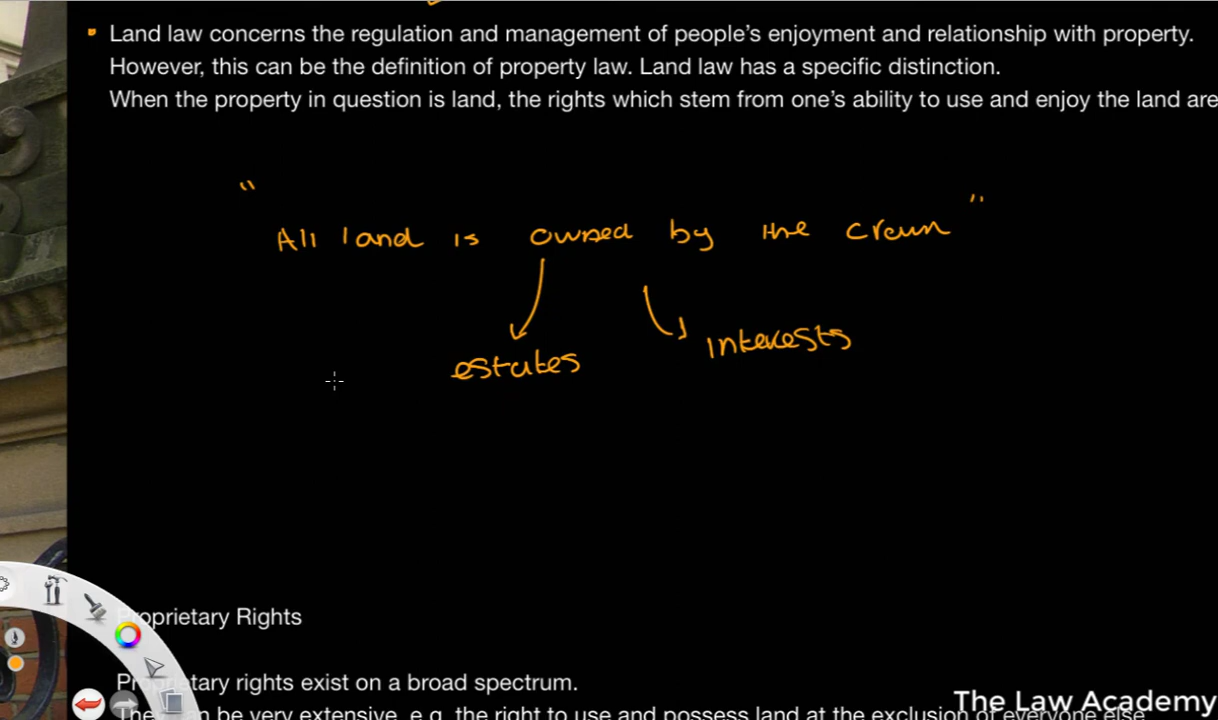 Land law concerns the regulation and management of people's enjoyment and relationship with property.
However, this can be the definition of property law. Land law has a specific distinction.
When the property in question is land, the rights which stem from one's ability to use and enjoy the land are
" All land is owned by the crown "
estates
interests
Proprietary Rights
Proprietary rights exist on a broad spectrum.
be very extensive, e.g. the right to use and possess land at the exclusion of everyone else
The Law Academy